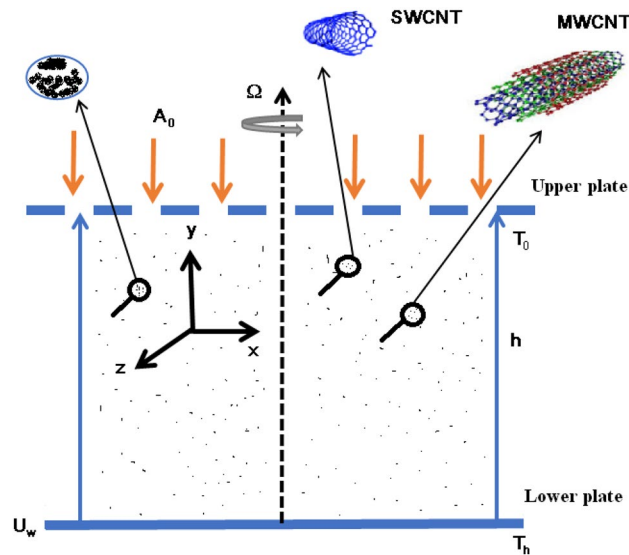 SWCNT
MWCNT
Ω
A₀
Upper plate
T₀
y
x
z
h
Lower plate
U_w
T_h